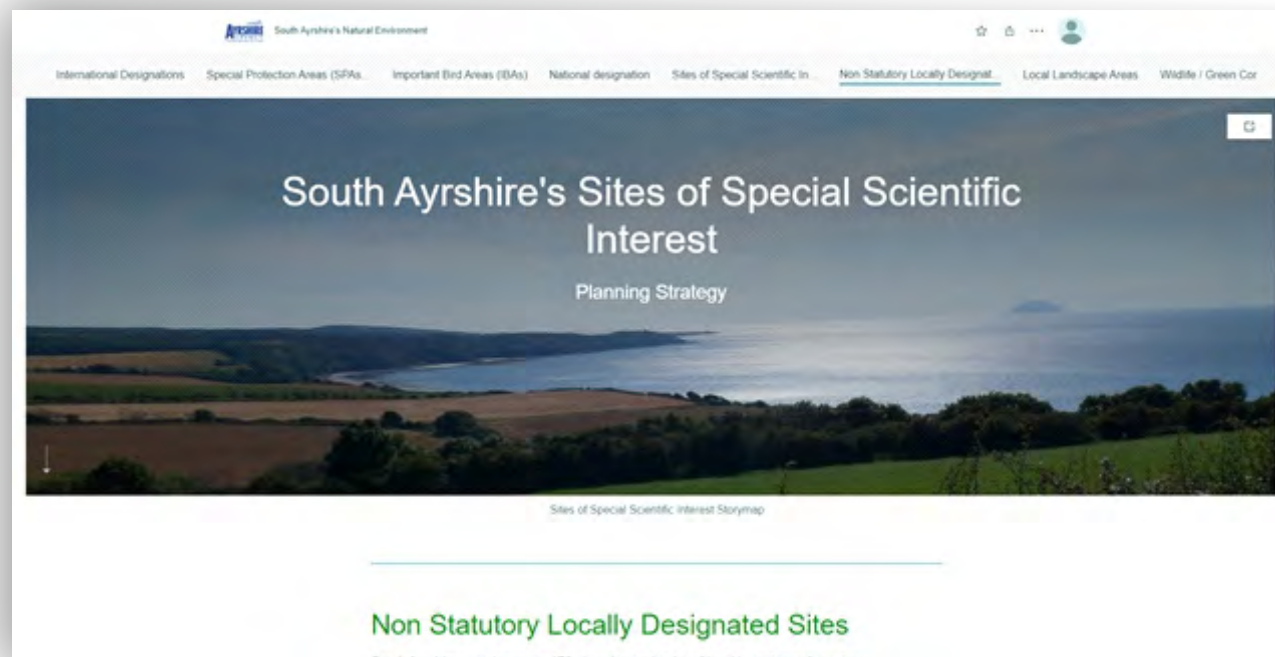 AYRSHIRE South Ayrshire's Natural Environment
International Designations Special Protection Areas (SPAs... Important Bird Areas (IBAs) National designation Sites of Special Scientific In... Non Statutory Locally Designat... Local Landscape Areas Wildlife / Green Cor
South Ayrshire's Sites of Special Scientific
Interest
Planning Strategy
Sites of Special Scientific Interest Storymap
Non Statutory Locally Designated Sites